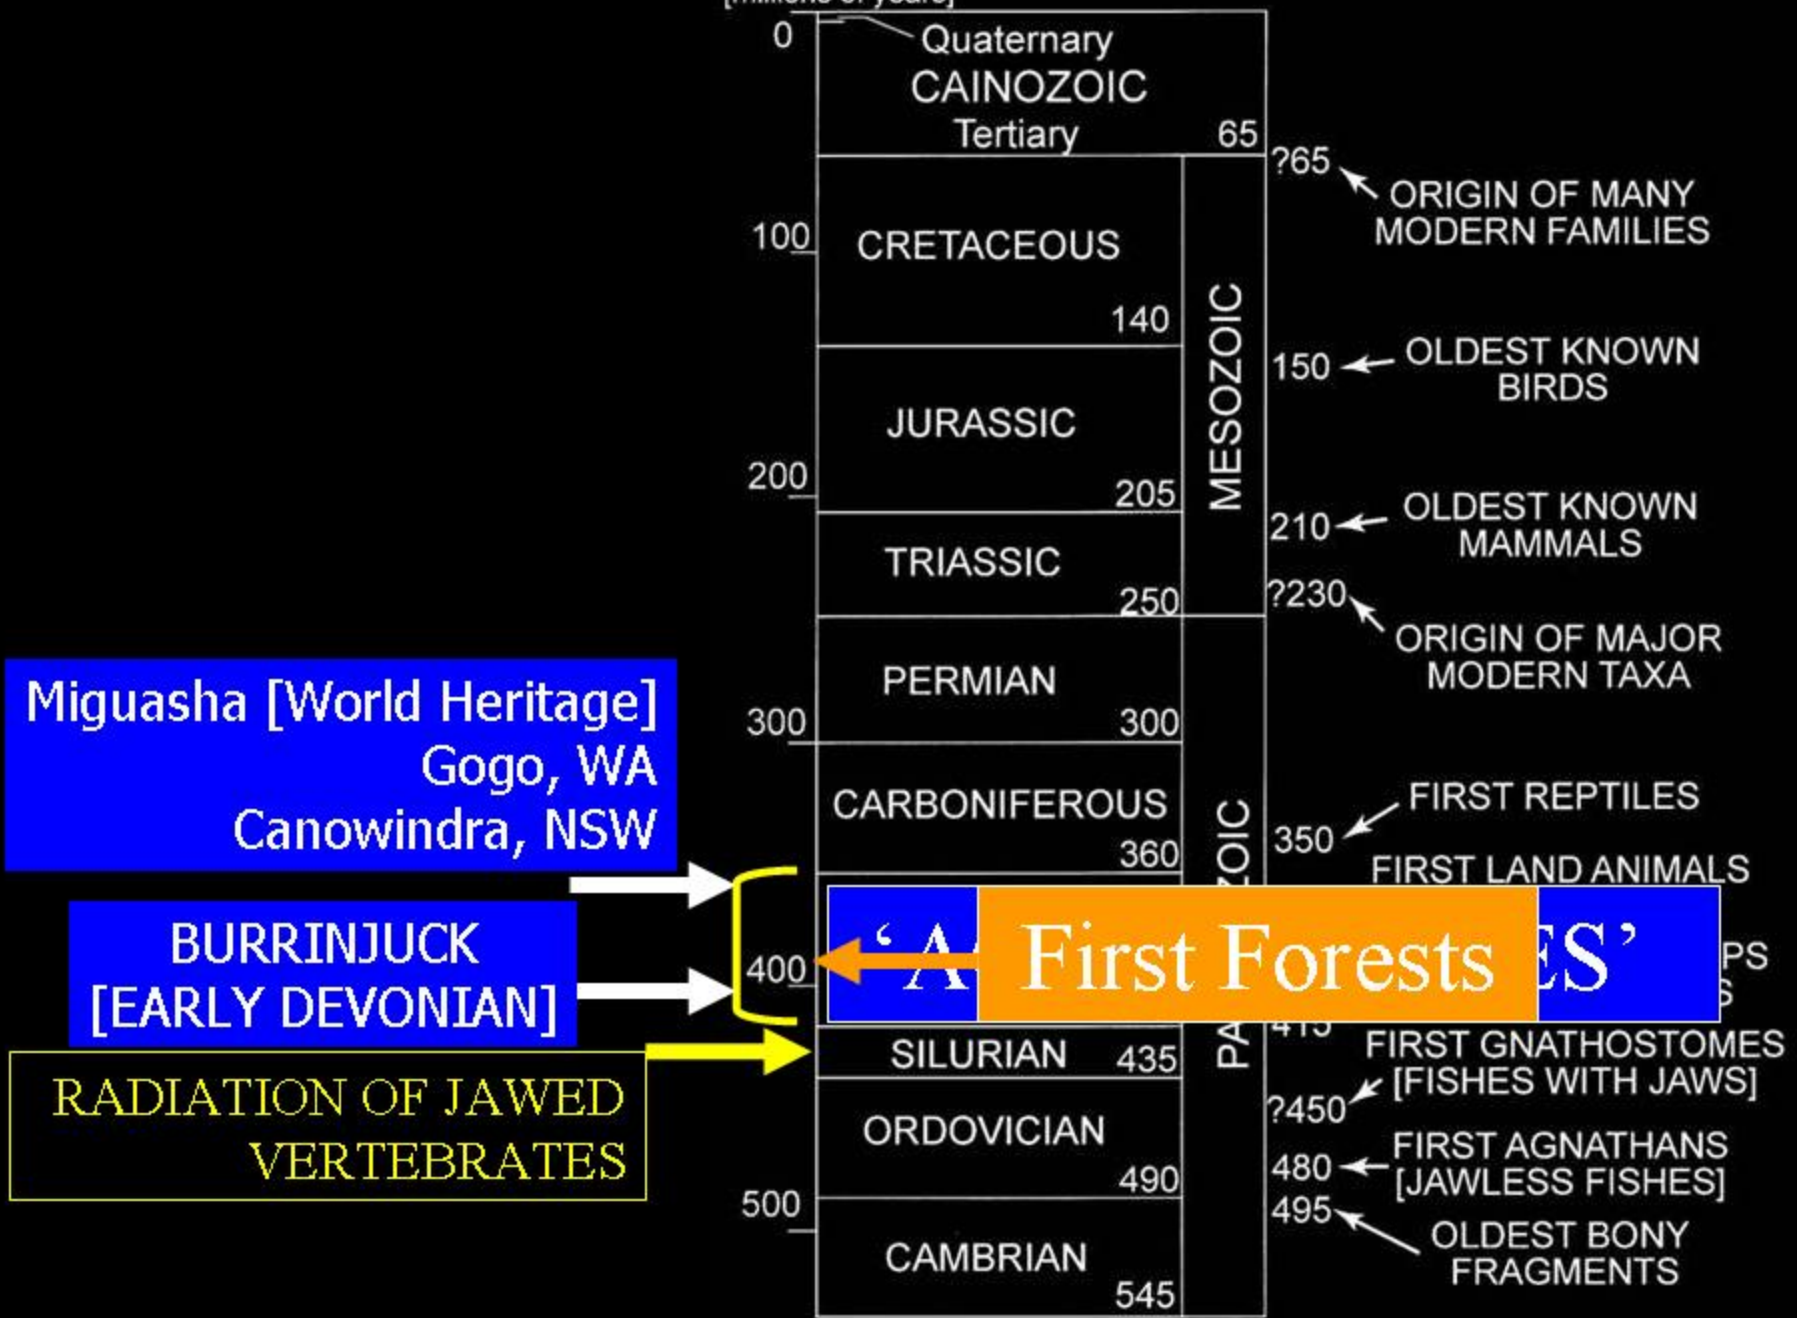 [millions of years]
0
Quaternary
CAINOZOIC
Tertiary
65
?65
ORIGIN OF MANY
MODERN FAMILIES
100
CRETACEOUS
140
MESOZOIC
150
OLDEST KNOWN
BIRDS
JURASSIC
200
205
210
OLDEST KNOWN
MAMMALS
TRIASSIC
250
?230
ORIGIN OF MAJOR
MODERN TAXA
PERMIAN
300
300
Miguasha [World Heritage]
Gogo, WA
Canowindra, NSW
CARBONIFEROUS
360
FIRST REPTILES
350
FIRST LAND ANIMALS
BURRINJUCK
[EARLY DEVONIAN]
400
First Forests
415
RADIATION OF JAWED
VERTEBRATES
SILURIAN
435
FIRST GNATHOSTOMES
[FISHES WITH JAWS]
?450
ORDOVICIAN
490
480
FIRST AGNATHANS
[JAWLESS FISHES]
500
495
OLDEST BONY
FRAGMENTS
CAMBRIAN
545